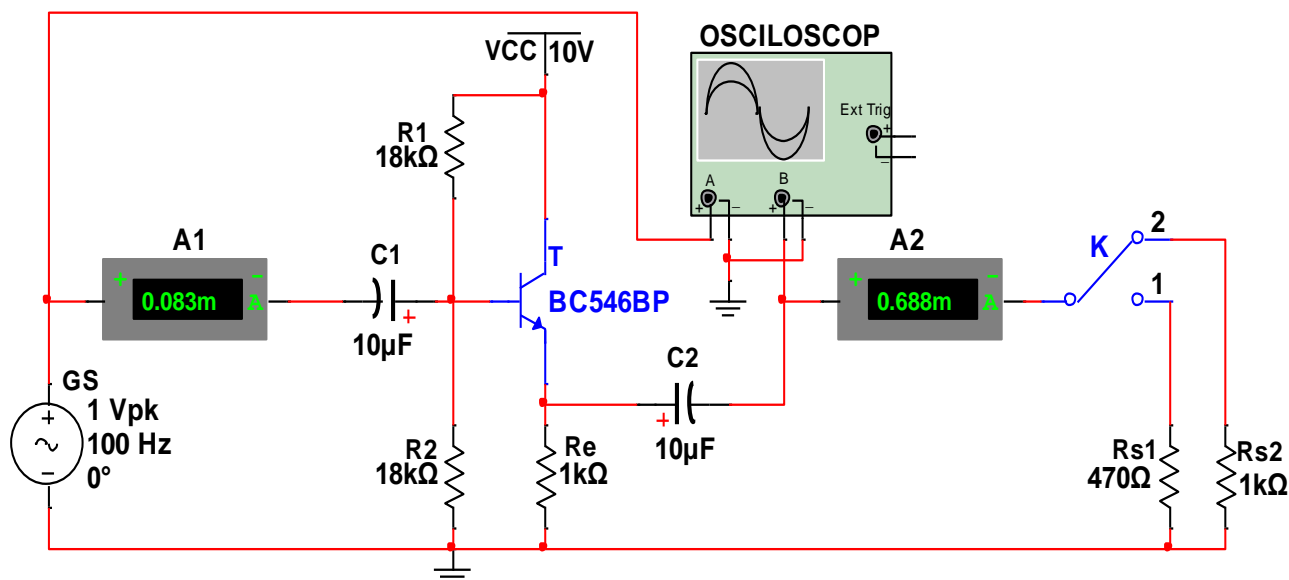 OSCILOSCOP
VCC 10V
Ext Trig
+
−
A B
+ − + −
R1
18kΩ
A1
+ −
0.083m A
C1
+
10µF
T
BC546BP
A2
+ −
0.688m A
K
2
1
C2
+
10µF
GS
+
−
1 Vpk
100 Hz
0°
R2
18kΩ
Re
1kΩ
Rs1
470Ω
Rs2
1kΩ